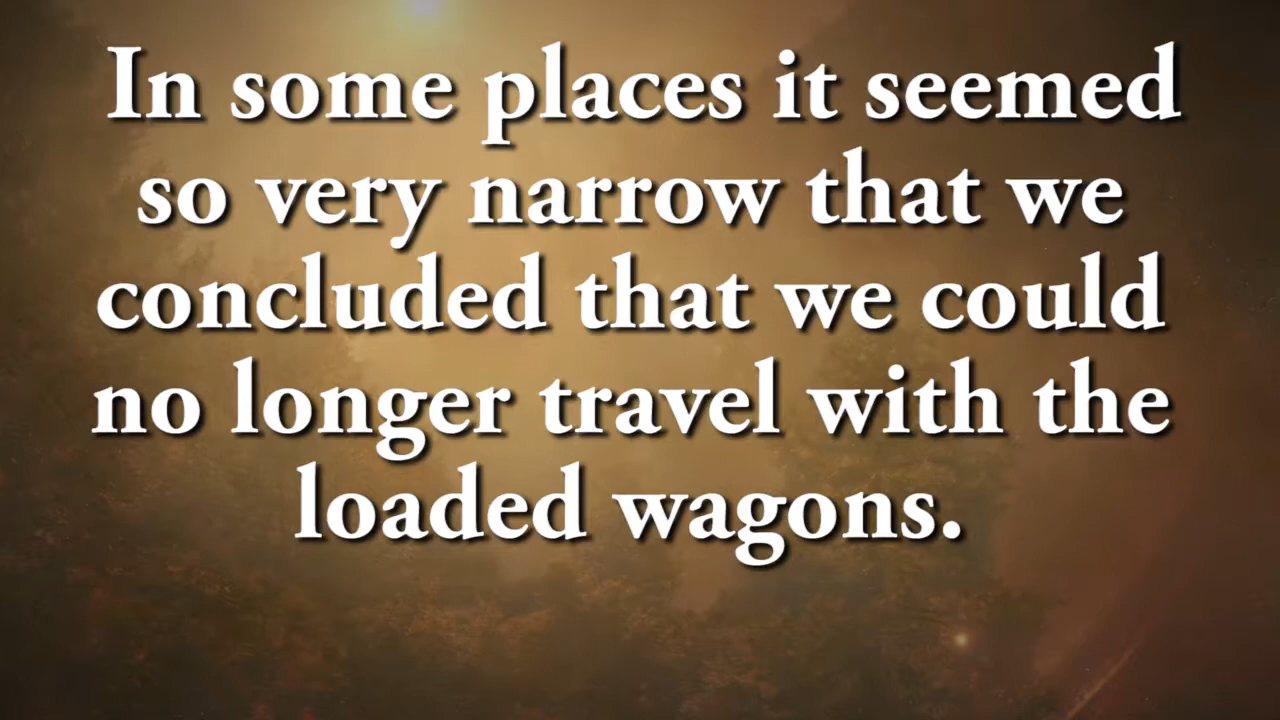 In some places it seemed
so very narrow that we
concluded that we could
no longer travel with the
loaded wagons.